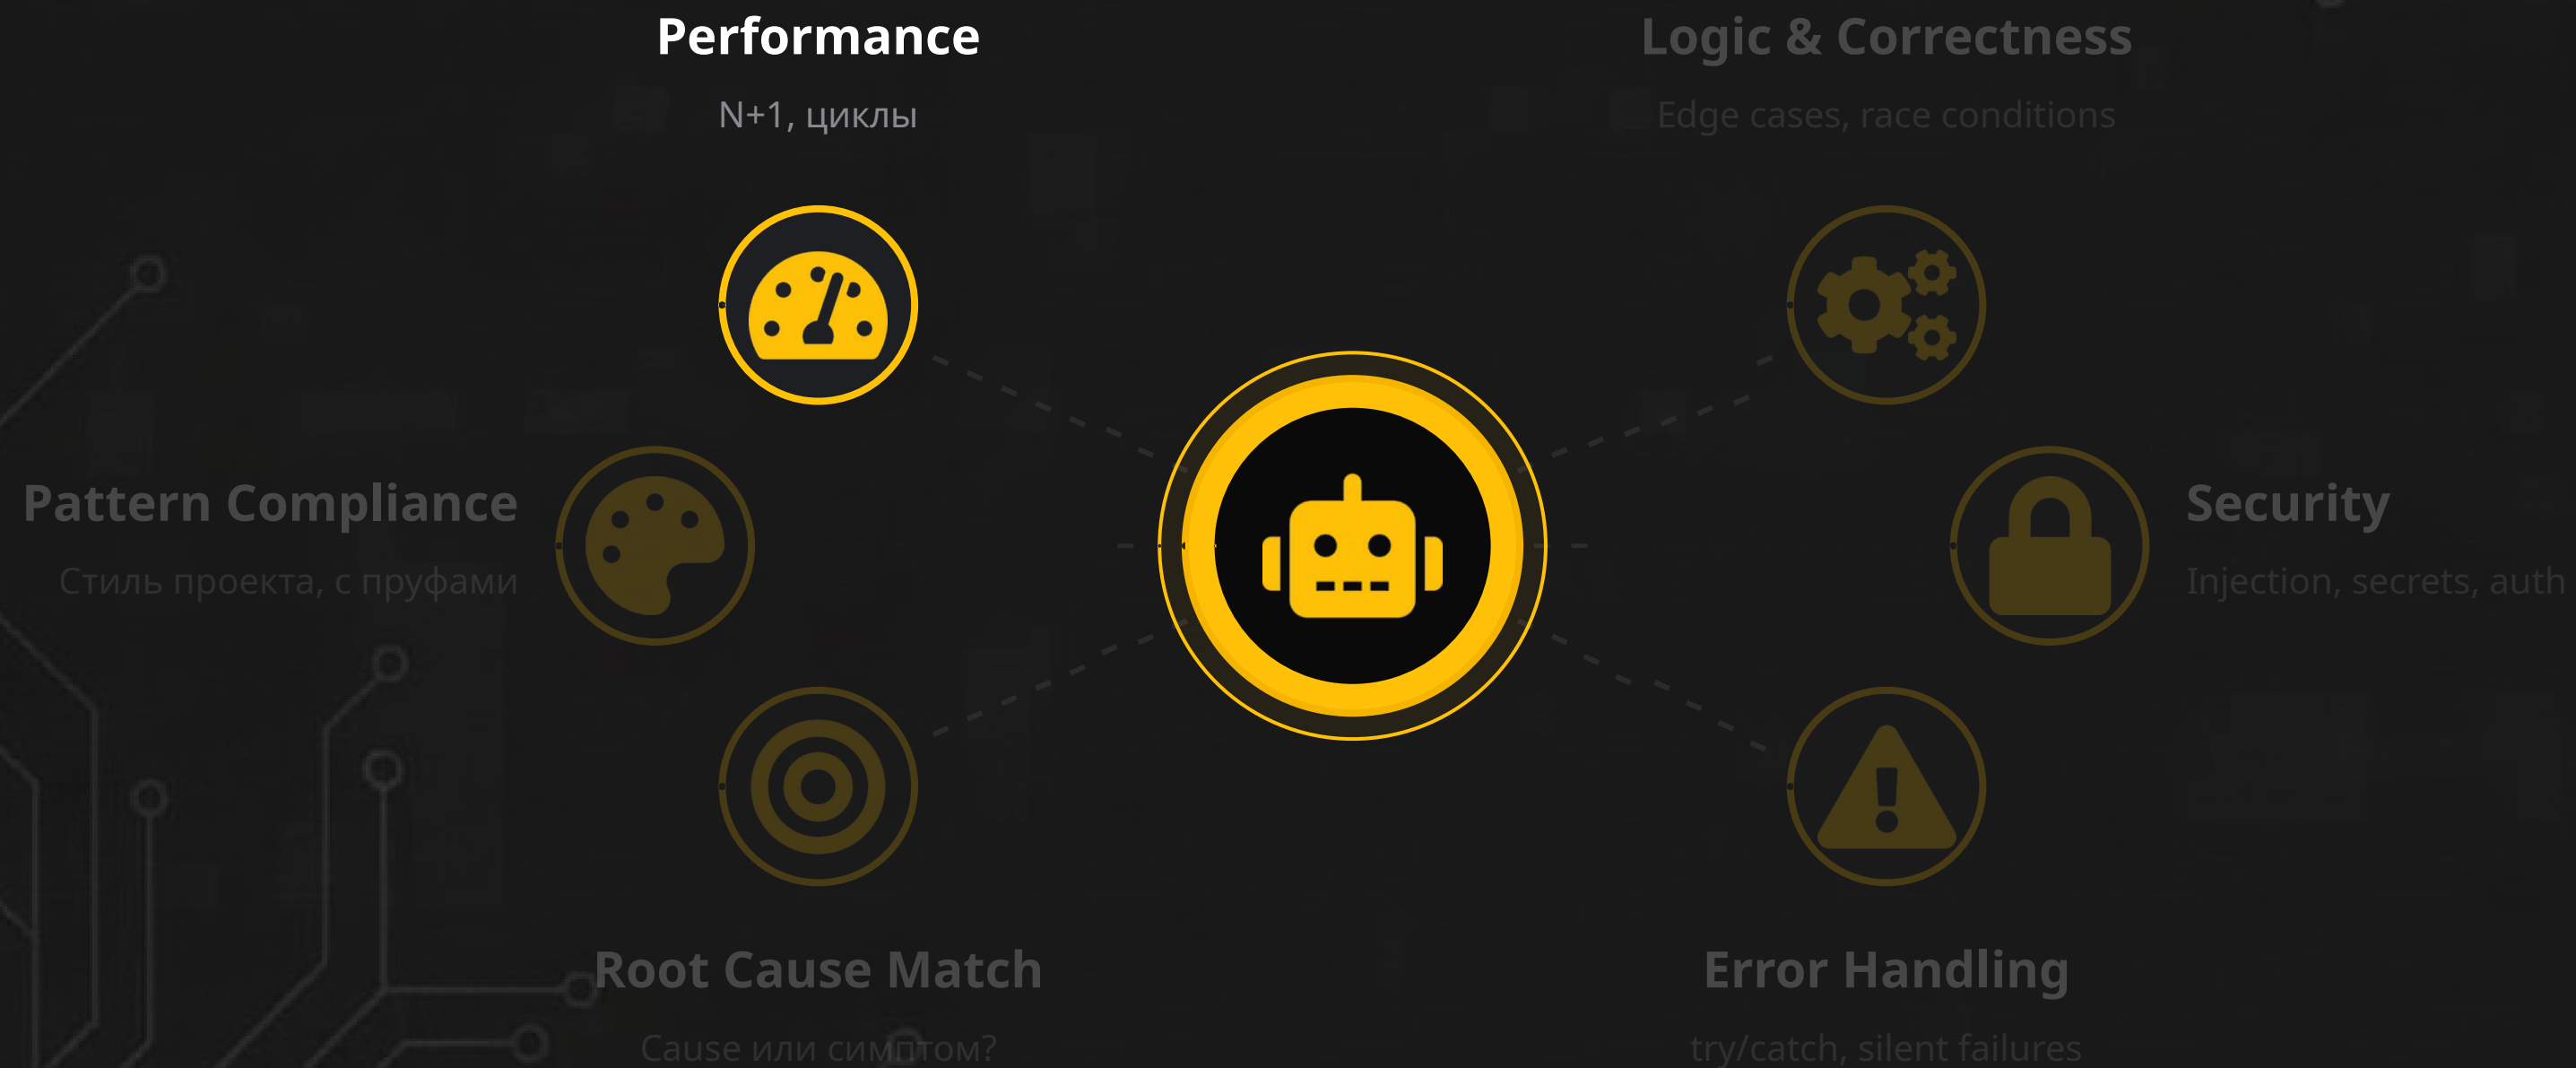 Performance
N+1, циклы
Logic & Correctness
Edge cases, race conditions
Pattern Compliance
Стиль проекта, с пруфами
Security
Injection, secrets, auth
Root Cause Match
Cause или симптом?
Error Handling
try/catch, silent failures